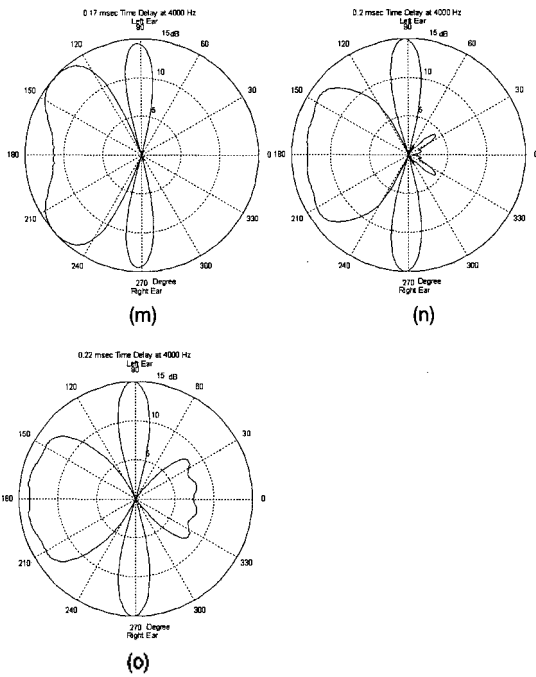 0.17 msec Time Delay at 4000 Hz
Left Ear
90
15 dB
120
60
10
150
5
30
180
0
210
330
240
300
270 Degree
Right Ear
(m)
0.2 msec Time Delay at 4000 Hz
Left Ear
90
15 dB
120
60
10
150
5
30
180
0
210
330
240
300
270 Degree
Right Ear
(n)
0.22 msec Time Delay at 4000 Hz
Left Ear
90
15 dB
120
60
10
150
5
30
180
0
210
330
240
300
270 Degree
Right Ear
(o)